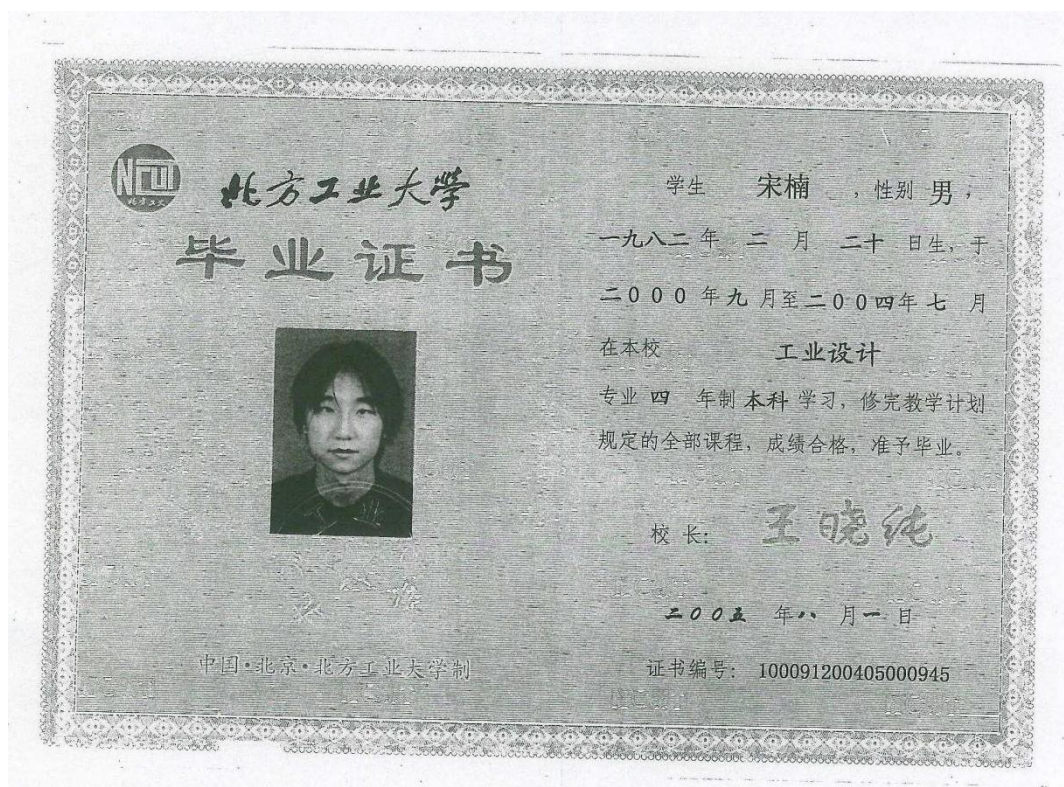 NCUT
北方工大
北方工业大学
毕业证书
中国·北京·北方工业大学制
学生 宋楠 ，性别 男，
一九八二 年 二 月 二十 日生，于
二000 年 九 月至 二00四 年 七 月
在本校 工业设计
专业 四 年制 本科 学习，修完教学计划
规定的全部课程，成绩合格，准予毕业。
校 长： 王晓纯
二00五 年 八 月 一 日
证书编号： 100091200405000945